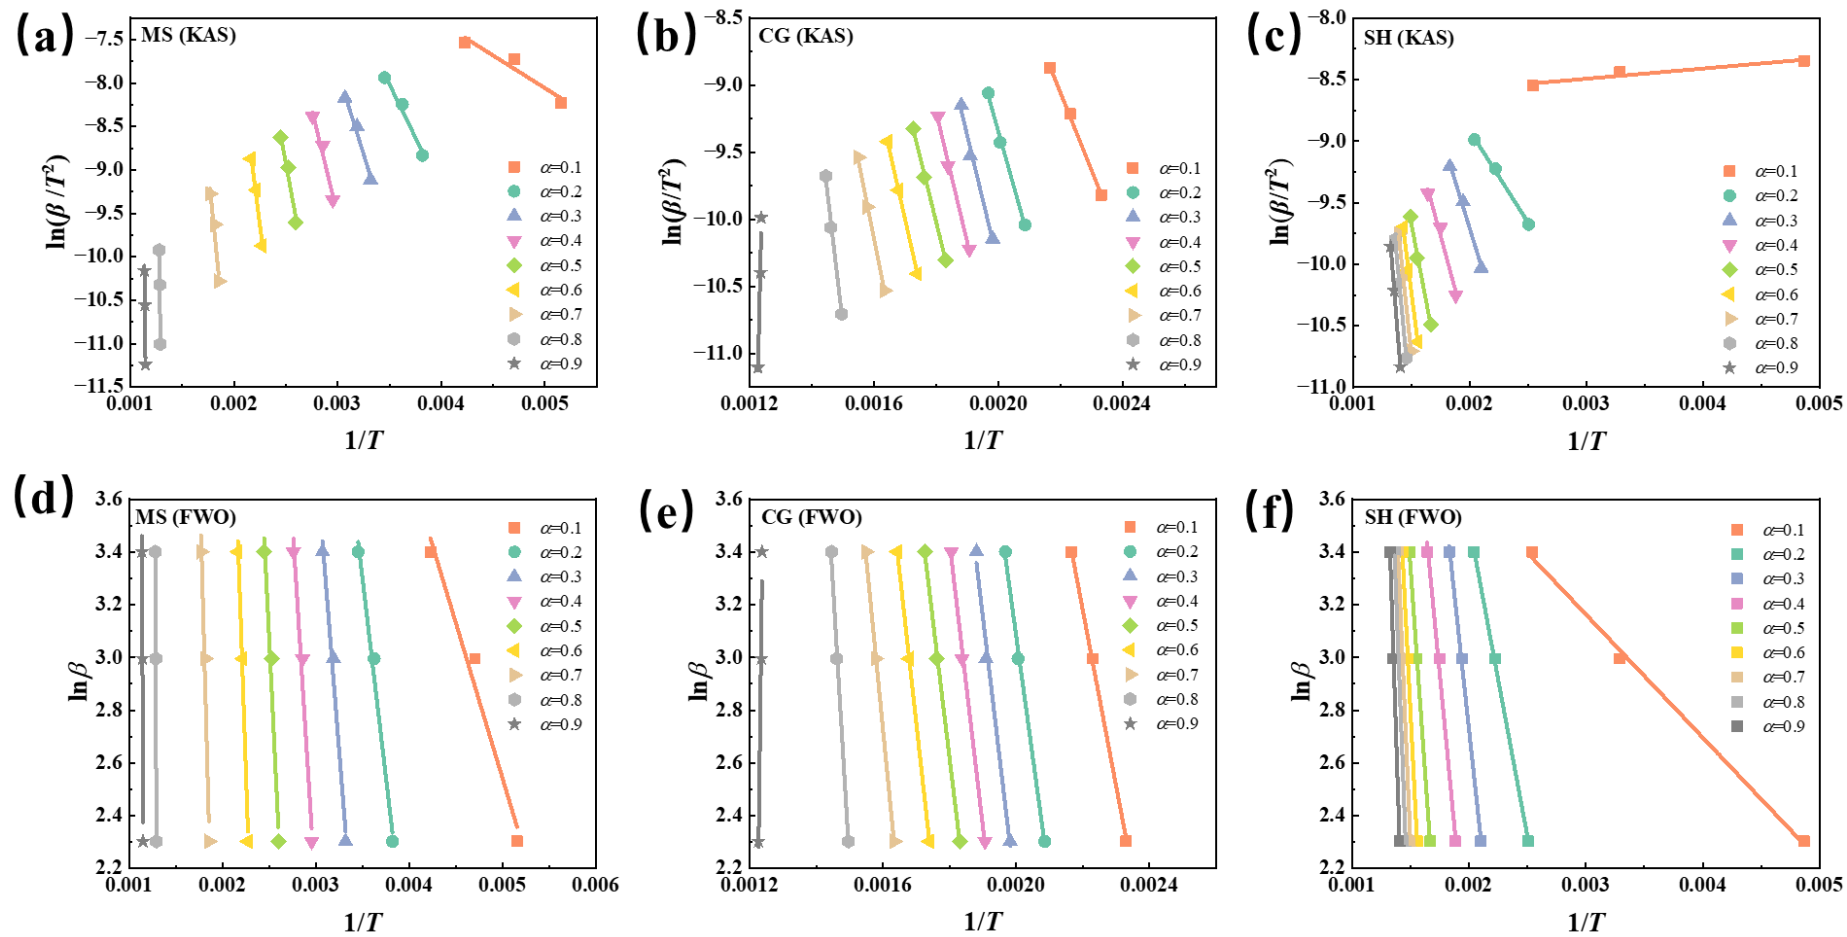 (a)
MS (KAS)
−7.5
−8.0
−8.5
−9.0
−9.5
−10.0
−10.5
−11.0
−11.5
ln(β/T²)
0.001
0.002
0.003
0.004
0.005
1/T
α=0.1
α=0.2
α=0.3
α=0.4
α=0.5
α=0.6
α=0.7
α=0.8
α=0.9
(b)
CG (KAS)
−8.5
−9.0
−9.5
−10.0
−10.5
−11.0
ln(β/T²)
0.0012
0.0016
0.0020
0.0024
1/T
α=0.1
α=0.2
α=0.3
α=0.4
α=0.5
α=0.6
α=0.7
α=0.8
α=0.9
(c)
SH (KAS)
−8.0
−8.5
−9.0
−9.5
−10.0
−10.5
−11.0
ln(β/T²)
0.001
0.002
0.003
0.004
0.005
1/T
α=0.1
α=0.2
α=0.3
α=0.4
α=0.5
α=0.6
α=0.7
α=0.8
α=0.9
(d)
MS (FWO)
3.6
3.4
3.2
3.0
2.8
2.6
2.4
2.2
lnβ
0.001
0.002
0.003
0.004
0.005
0.006
1/T
α=0.1
α=0.2
α=0.3
α=0.4
α=0.5
α=0.6
α=0.7
α=0.8
α=0.9
(e)
CG (FWO)
3.6
3.4
3.2
3.0
2.8
2.6
2.4
2.2
lnβ
0.0012
0.0016
0.0020
0.0024
1/T
α=0.1
α=0.2
α=0.3
α=0.4
α=0.5
α=0.6
α=0.7
α=0.8
α=0.9
(f)
SH (FWO)
3.6
3.4
3.2
3.0
2.8
2.6
2.4
2.2
lnβ
0.001
0.002
0.003
0.004
0.005
1/T
α=0.1
α=0.2
α=0.3
α=0.4
α=0.5
α=0.6
α=0.7
α=0.8
α=0.9